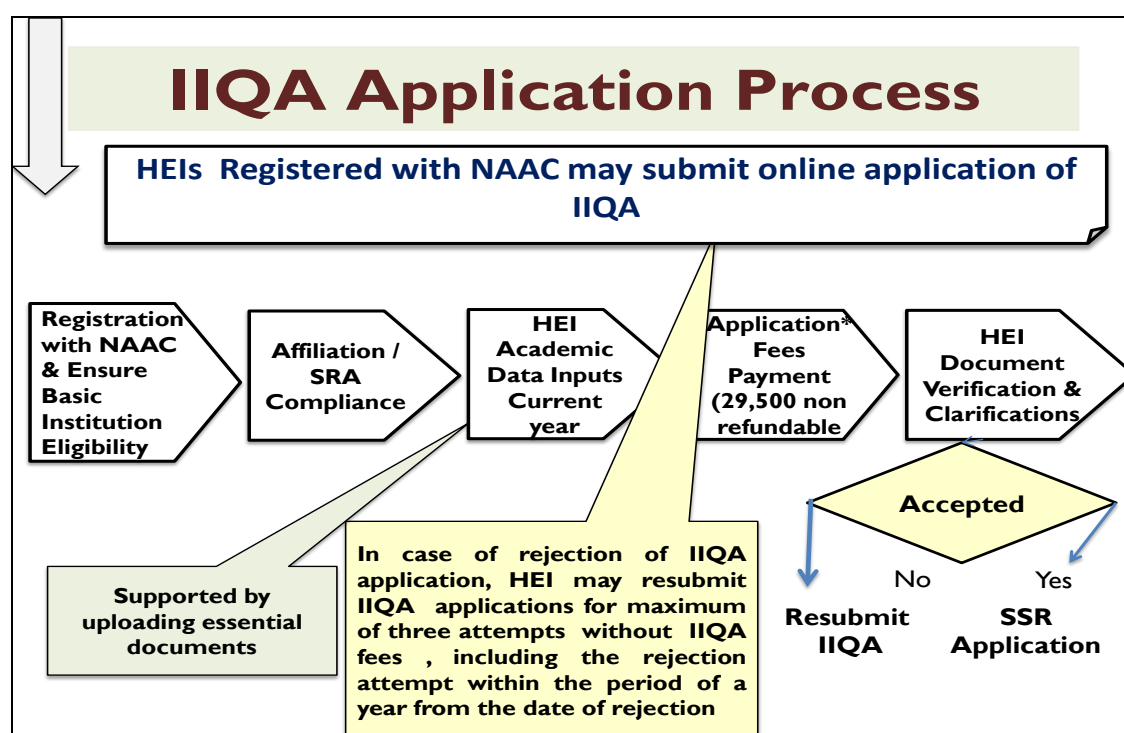 IIQA Application Process
HEIs Registered with NAAC may submit online application of
IIQA
Registration
with NAAC
& Ensure
Basic
Institution
Eligibility
Affiliation /
SRA
Compliance
HEI
Academic
Data Inputs
Current
year
Application*
Fees
Payment
(29,500 non
refundable
HEI
Document
Verification &
Clarifications
Accepted
No
Yes
Resubmit
IIQA
SSR
Application
Supported by
uploading essential
documents
In case of rejection of IIQA
application, HEI may resubmit
IIQA applications for maximum
of three attempts without IIQA
fees , including the rejection
attempt within the period of a
year from the date of rejection